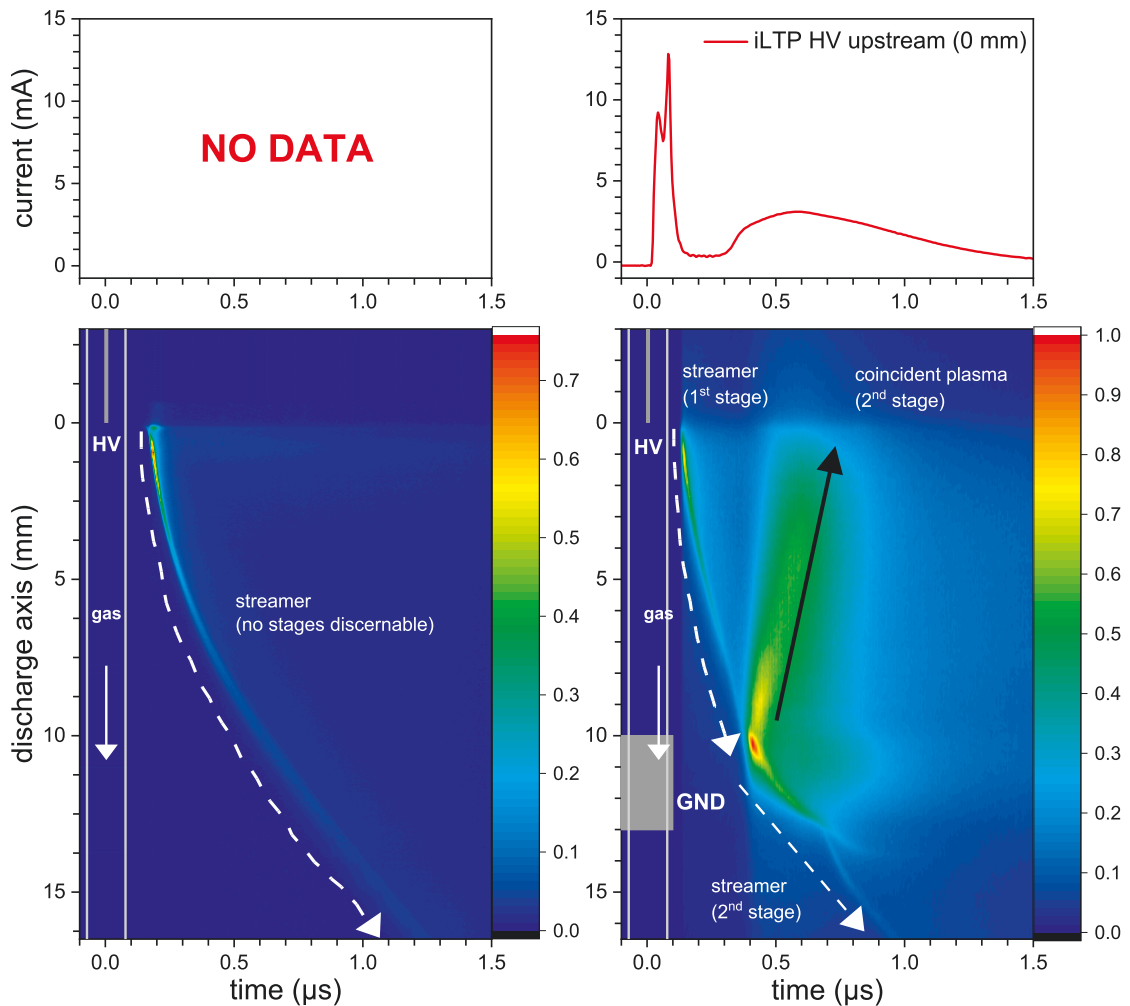 15
10
5
0
current (mA)
NO DATA
0.0
0.5
1.0
1.5
15
10
5
0
iLTP HV upstream (0 mm)
0.0
0.5
1.0
1.5
0
5
10
15
discharge axis (mm)
HV
gas
streamer
(no stages discernable)
0.7
0.6
0.5
0.4
0.3
0.2
0.1
0.0
0.0
0.5
1.0
1.5
time (µs)
0
5
10
15
HV
gas
GND
streamer
(1st stage)
coincident plasma
(2nd stage)
streamer
(2nd stage)
1.0
0.9
0.8
0.7
0.6
0.5
0.4
0.3
0.2
0.1
0.0
0.0
0.5
1.0
1.5
time (µs)